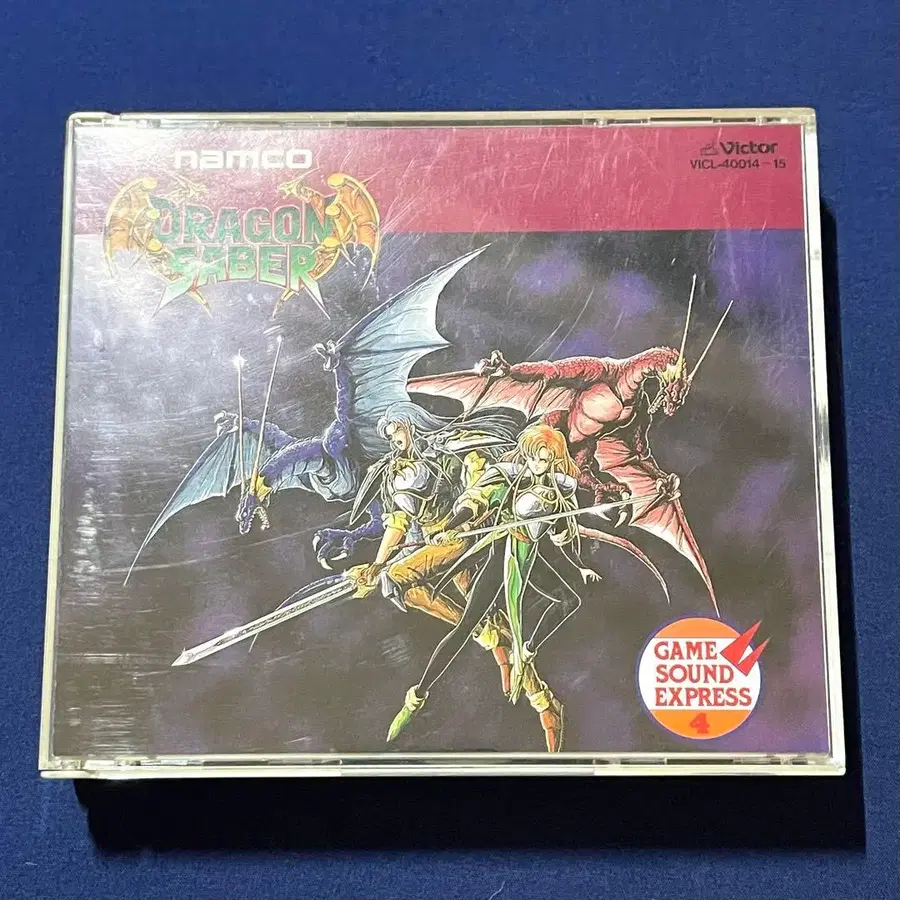 namco
Victor
VICL-40014-15
DRAGON
SABER
GAME
SOUND
EXPRESS
4